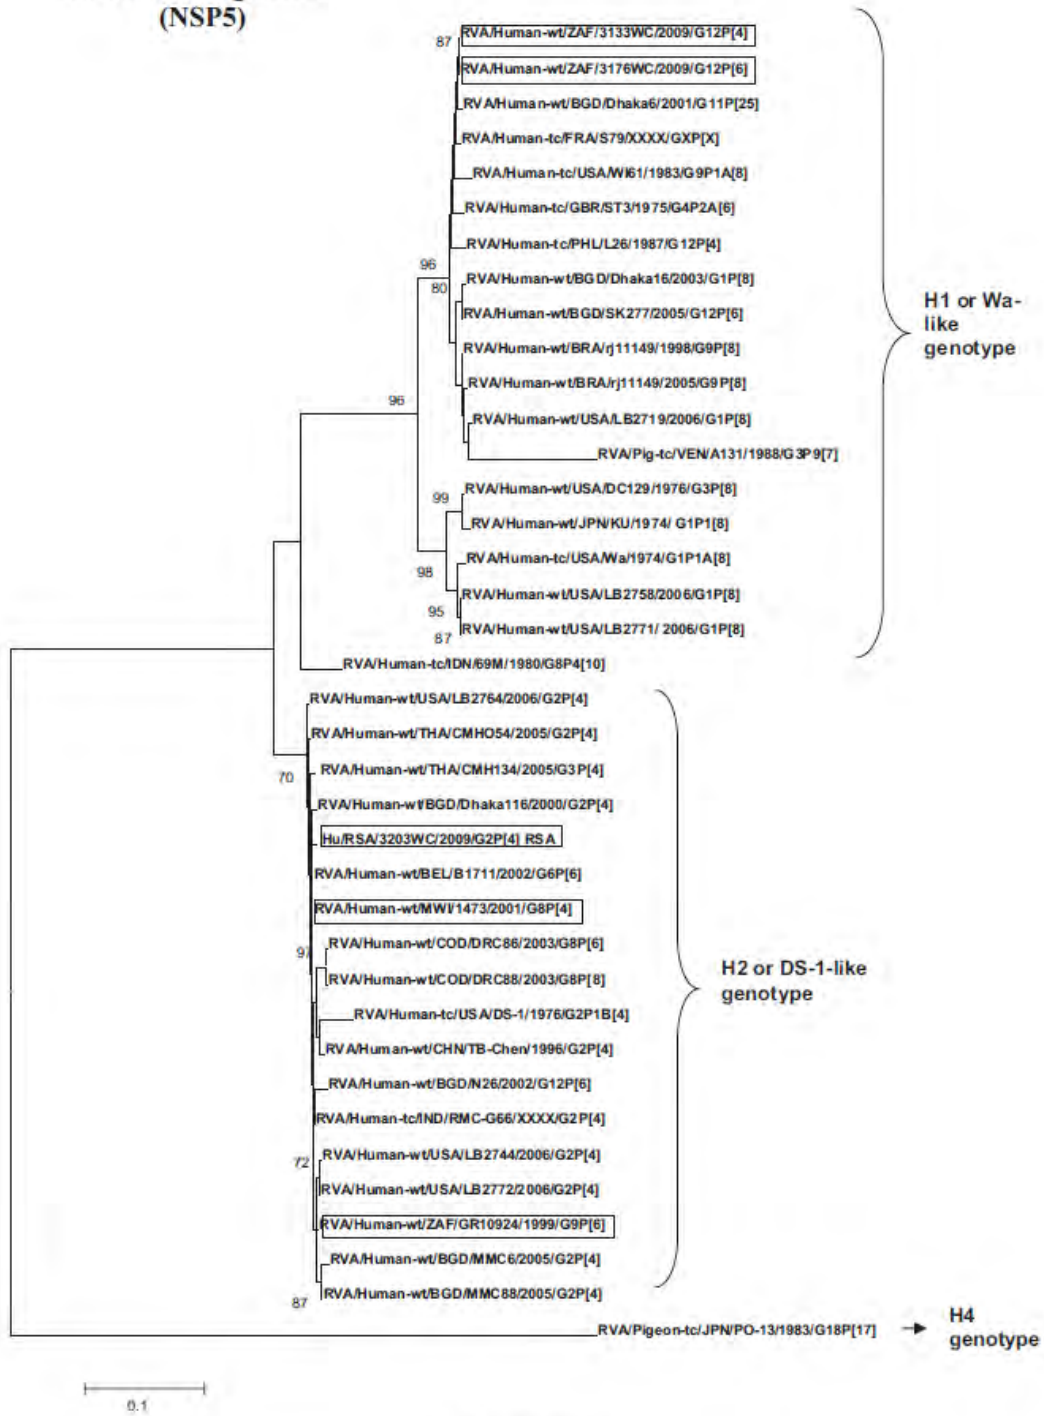 (NSP5)
RVA/Human-wt/ZAF/3133WC/2009/G12P[4]
87
RVA/Human-wt/ZAF/3176WC/2009/G12P[6]
RVA/Human-wt/BGD/Dhaka6/2001/G11P[25]
RVA/Human-tc/FRA/S79/XXXX/GXP[X]
RVA/Human-tc/USA/WI61/1983/G9P1A[8]
RVA/Human-tc/GBR/ST3/1975/G4P2A[6]
RVA/Human-tc/PHL/L26/1987/G12P[4]
96
RVA/Human-wt/BGD/Dhaka16/2003/G1P[8]
80
RVA/Human-wt/BGD/SK277/2005/G12P[6]
RVA/Human-wt/BRA/rj11149/1998/G9P[8]
RVA/Human-wt/BRA/rj11149/2005/G9P[8]
96
RVA/Human-wt/USA/LB2719/2006/G1P[8]
RVA/Pig-tc/VEN/A131/1988/G3P9[7]
RVA/Human-wt/USA/DC129/1976/G3P[8]
99
RVA/Human-wt/JPN/KU/1974/ G1P1[8]
RVA/Human-tc/USA/Wa/1974/G1P1A[8]
98
RVA/Human-wt/USA/LB2758/2006/G1P[8]
95
RVA/Human-wt/USA/LB2771/ 2006/G1P[8]
87
H1 or Wa-
like
genotype
RVA/Human-tc/IDN/69M/1980/G8P4[10]
RVA/Human-wt/USA/LB2764/2006/G2P[4]
RVA/Human-wt/THA/CMHO54/2005/G2P[4]
RVA/Human-wt/THA/CMH134/2005/G3P[4]
70
RVA/Human-wt/BGD/Dhaka116/2000/G2P[4]
Hu/RSA/3203WC/2009/G2P[4] RSA
RVA/Human-wt/BEL/B1711/2002/G6P[6]
RVA/Human-wt/MWI/1473/2001/G8P[4]
RVA/Human-wt/COD/DRC86/2003/G8P[6]
97
RVA/Human-wt/COD/DRC88/2003/G8P[8]
RVA/Human-tc/USA/DS-1/1976/G2P1B[4]
RVA/Human-wt/CHN/TB-Chen/1996/G2P[4]
RVA/Human-wt/BGD/N26/2002/G12P[6]
RVA/Human-tc/IND/RMC-G66/XXXX/G2P[4]
RVA/Human-wt/USA/LB2744/2006/G2P[4]
72
RVA/Human-wt/USA/LB2772/2006/G2P[4]
RVA/Human-wt/ZAF/GR10924/1999/G9P[6]
RVA/Human-wt/BGD/MMC6/2005/G2P[4]
RVA/Human-wt/BGD/MMC88/2005/G2P[4]
87
H2 or DS-1-like
genotype
RVA/Pigeon-tc/JPN/PO-13/1983/G18P[17]
H4
genotype
0.1